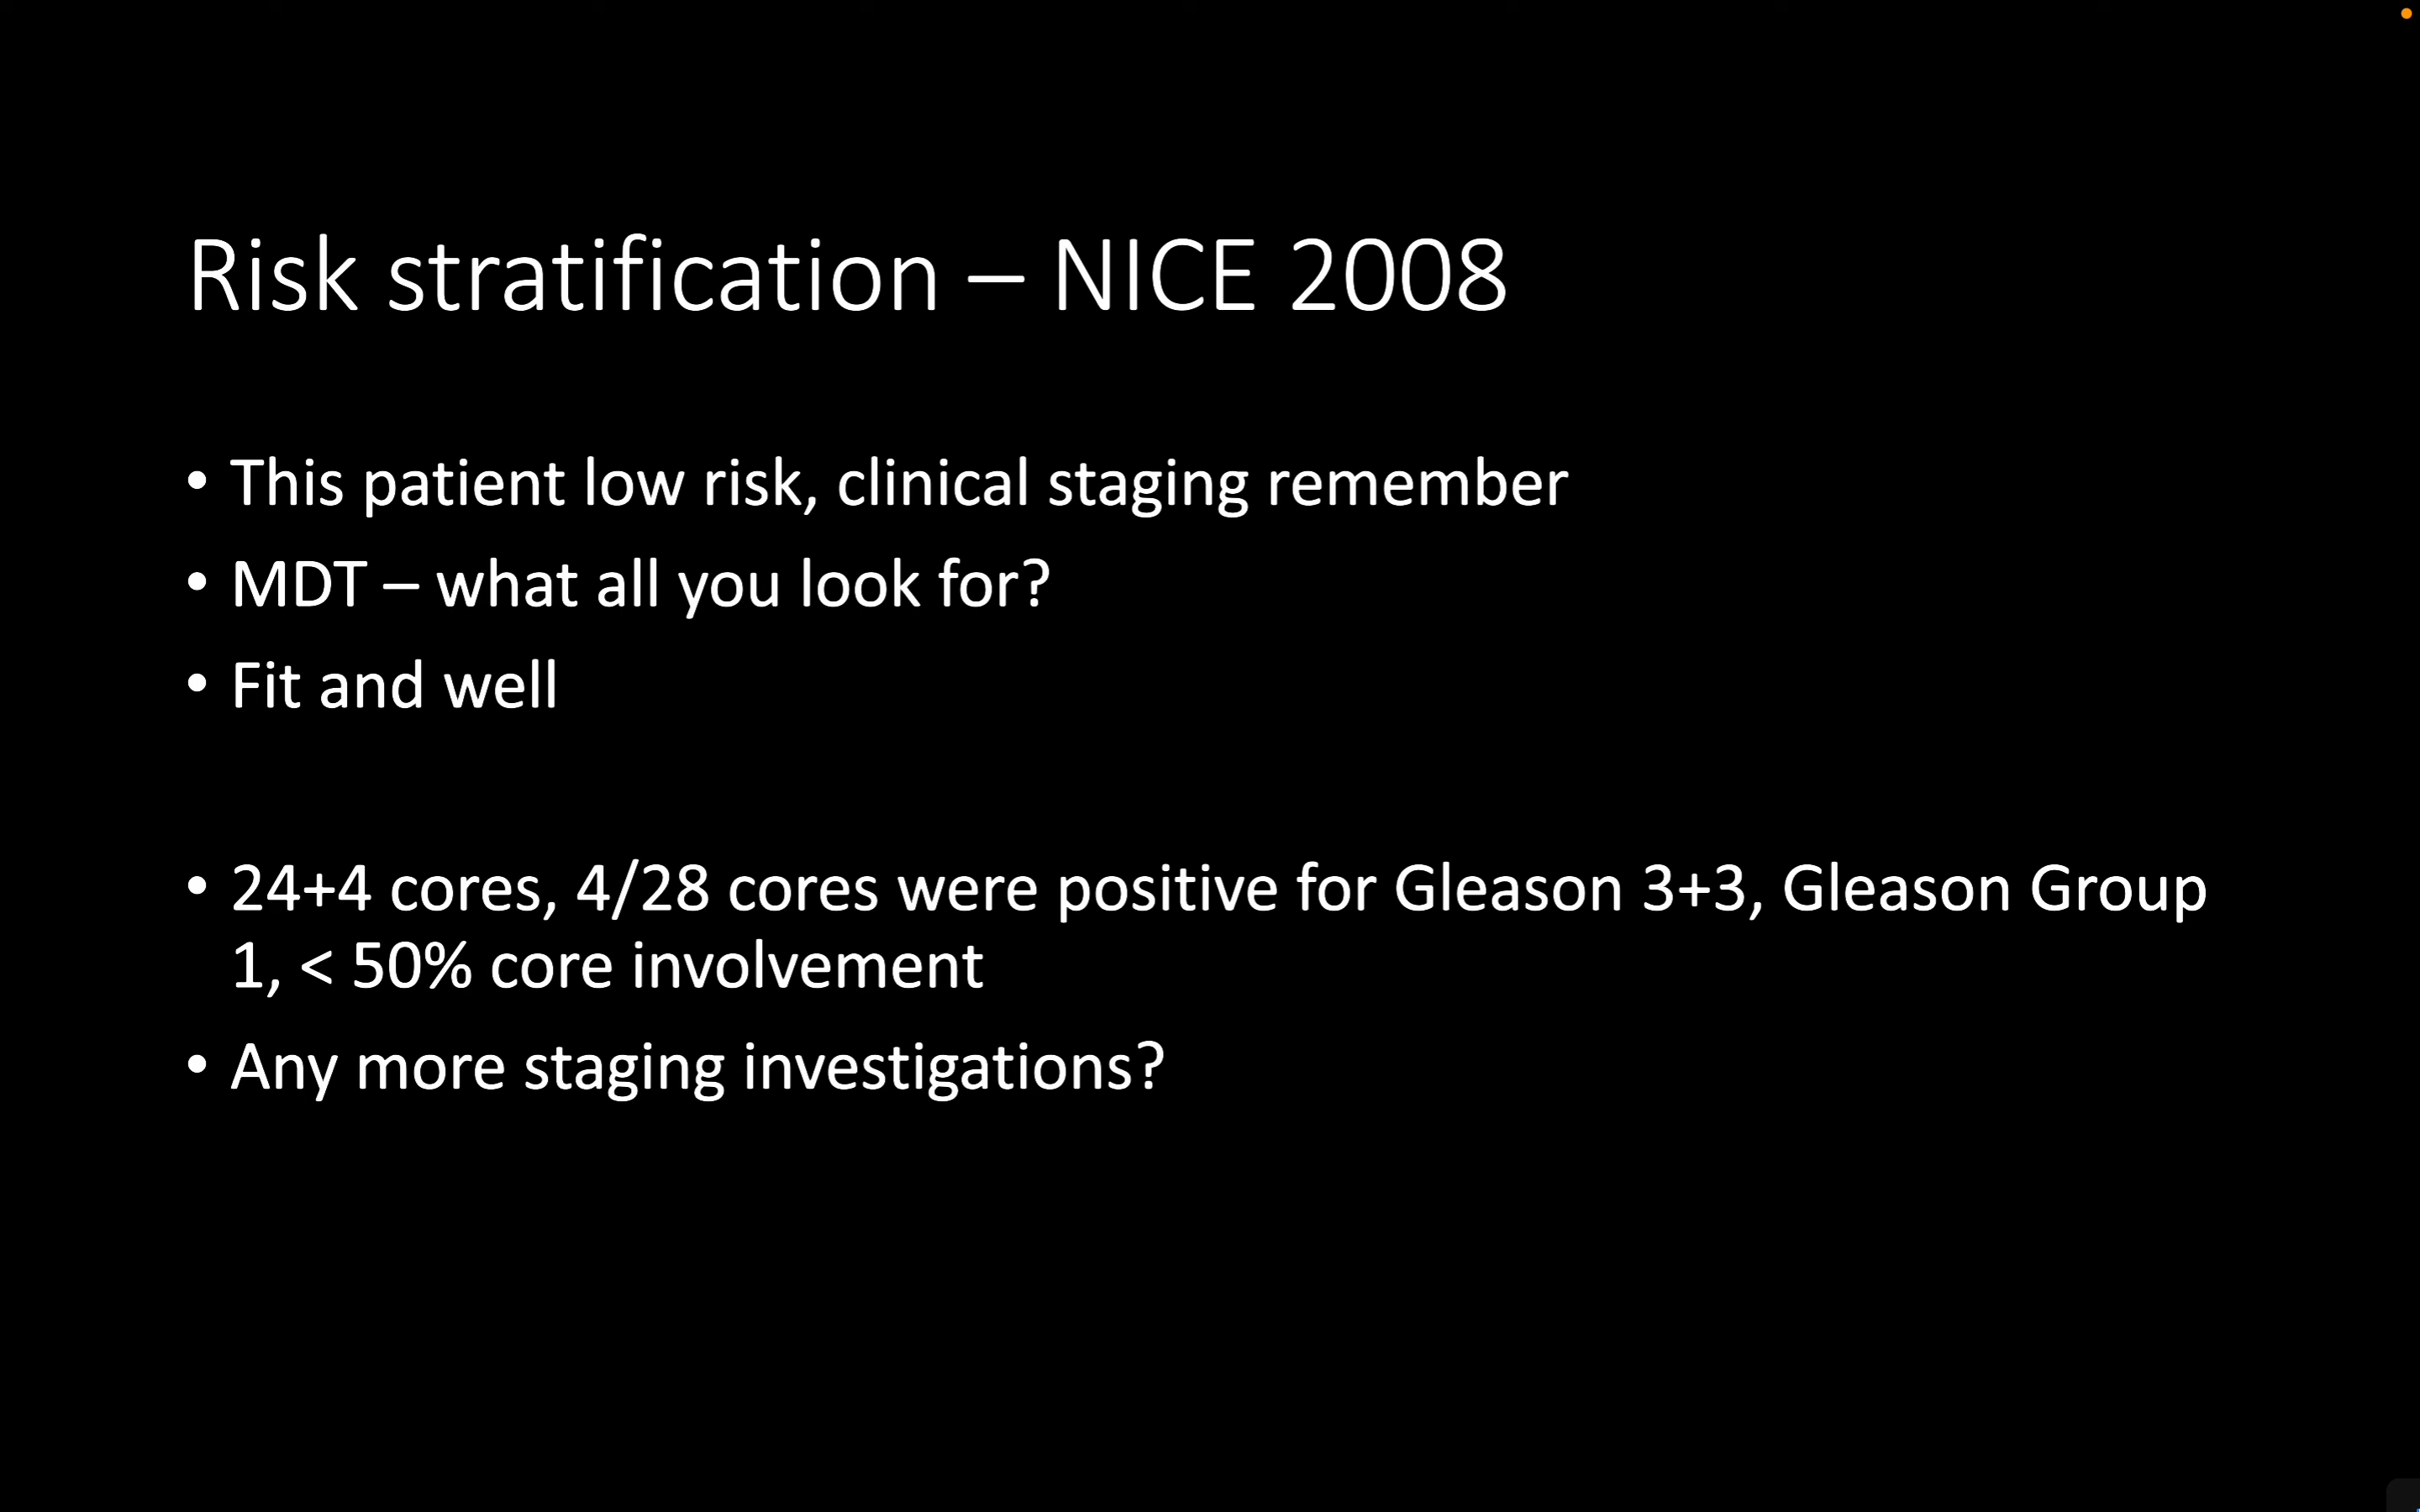 Risk stratification – NICE 2008
• This patient low risk, clinical staging remember
• MDT – what all you look for?
• Fit and well
• 24+4 cores, 4/28 cores were positive for Gleason 3+3, Gleason Group
1, < 50% core involvement
• Any more staging investigations?